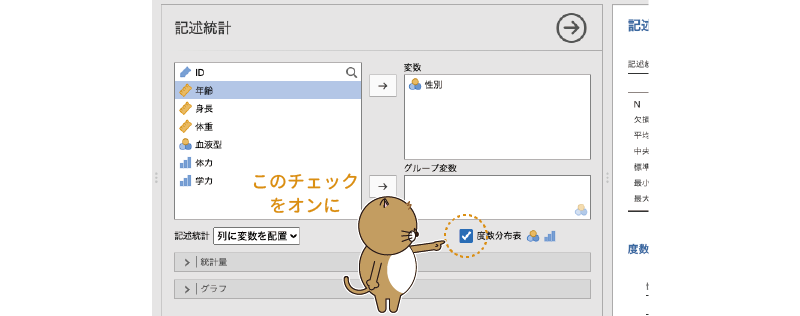 記述統計
ID
年齢
身長
体重
血液型
体力
学力
変数
性別
グループ変数
このチェック
をオンに
記述統計 列に変数を配置
度数分布表
統計量
グラフ
記述
N
欠損
平均
中央
標準
最小
最大
度数